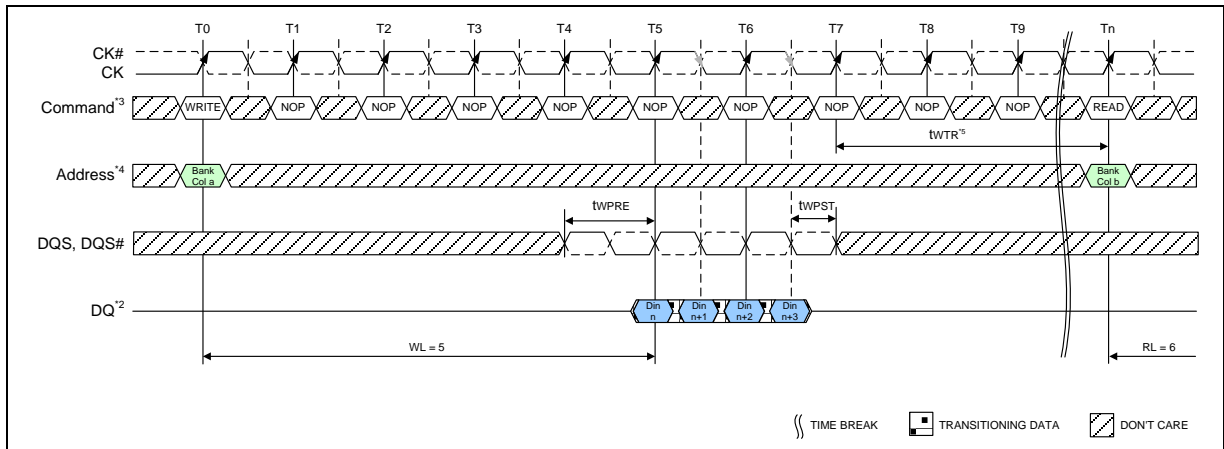 T0 T1 T2 T3 T4 T5 T6 T7 T8 T9 Tn
CK#
CK
Command*3 WRITE NOP NOP NOP NOP NOP NOP NOP NOP NOP READ
tWTR*5
Address*4 Bank Col a Bank Col b
tWPRE tWPST
DQS, DQS#
DQ*2 Din n Din n+1 Din n+2 Din n+3
WL = 5 RL = 6
TIME BREAK TRANSITIONING DATA DON'T CARE